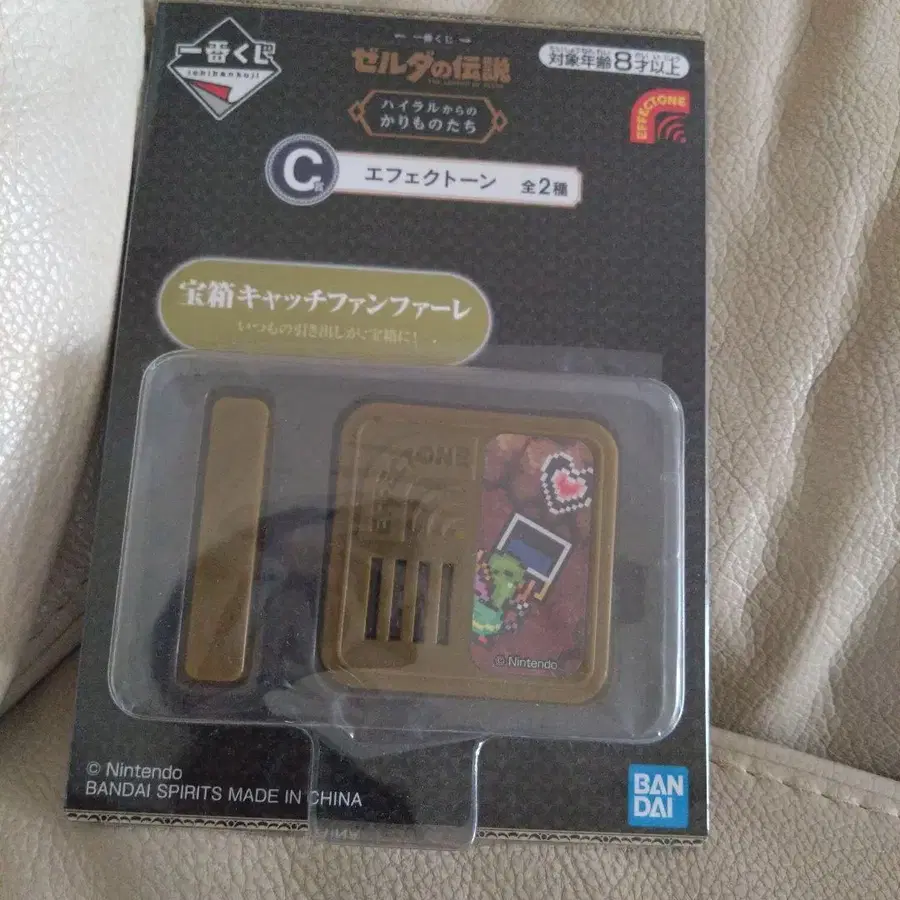 一番くじ
ichibankuji
一番くじ
ゼルダの伝説
ハイラルからの
かりものたち
対象年齢8才以上
EFFECTONE
C賞
エフェクトーン 全2種
宝箱キャッチファンファーレ
いつもの引き出しが、宝箱に!
© Nintendo
© Nintendo
BANDAI SPIRITS MADE IN CHINA
BAN
DAI